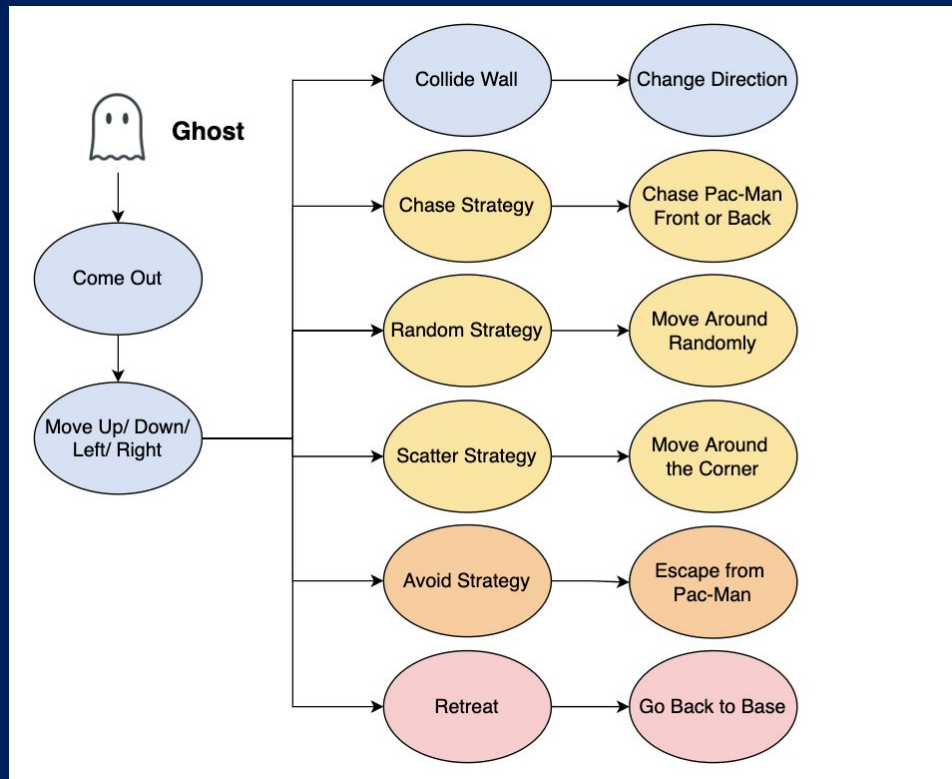 Ghost
Come Out
Move Up/ Down/
Left/ Right
Collide Wall
Change Direction
Chase Strategy
Chase Pac-Man
Front or Back
Random Strategy
Move Around
Randomly
Scatter Strategy
Move Around
the Corner
Avoid Strategy
Escape from
Pac-Man
Retreat
Go Back to Base